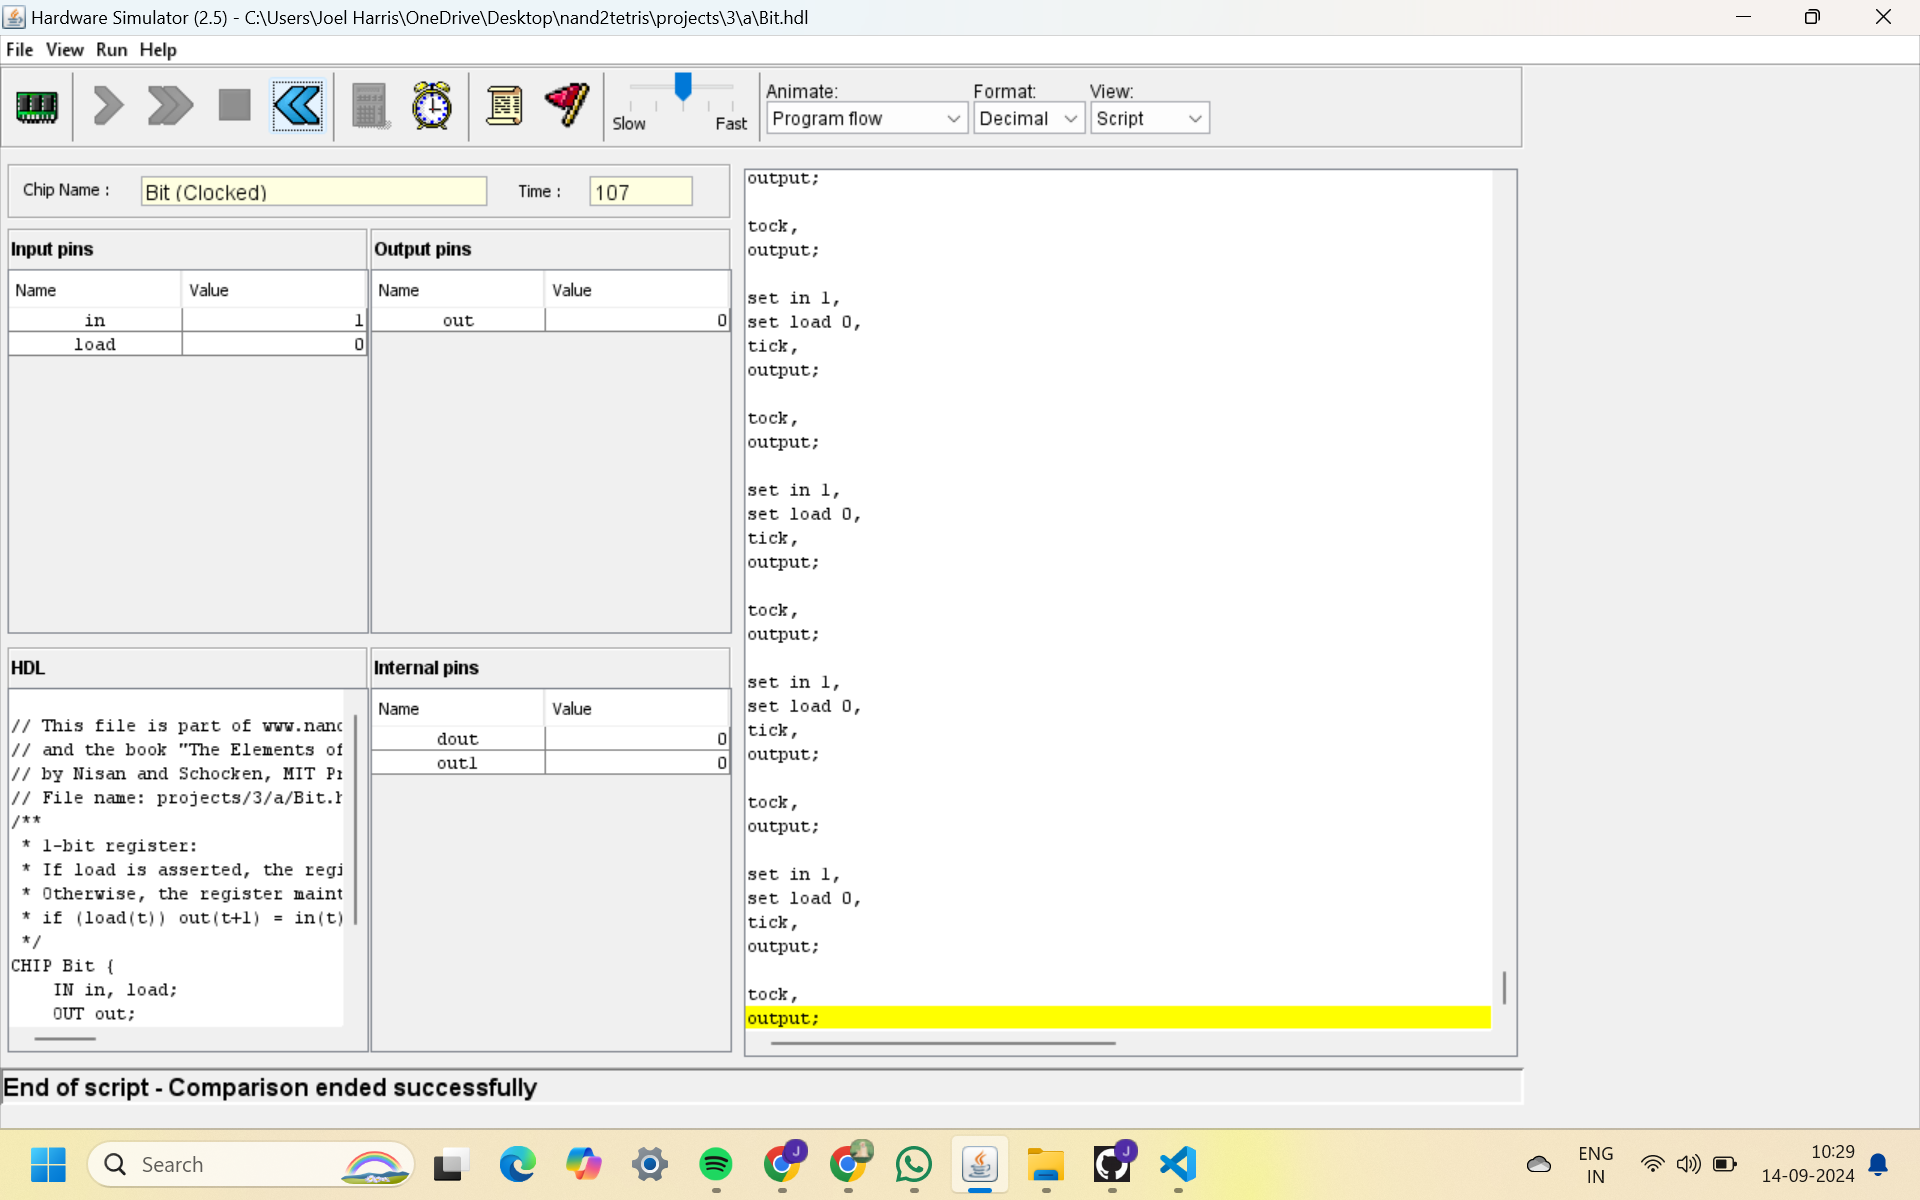 Hardware Simulator (2.5) - C:\Users\Joel Harris\OneDrive\Desktop\nand2tetris\projects\3\a\Bit.hdl
File View Run Help
Slow Fast
Animate:
Program flow
Format:
Decimal
View:
Script
Chip Name :
Bit (Clocked)
Time :
107
Input pins
Name Value
in 1
load 0
Output pins
Name Value
out 0
HDL
// This file is part of www.nand
// and the book "The Elements of
// by Nisan and Schocken, MIT Pr
// File name: projects/3/a/Bit.h
/**
* 1-bit register:
* If load is asserted, the regi
* Otherwise, the register maint
* if (load(t)) out(t+1) = in(t)
*/
CHIP Bit {
IN in, load;
OUT out;
Internal pins
Name Value
dout 0
out1 0
output;
tock,
output;
set in 1,
set load 0,
tick,
output;
tock,
output;
set in 1,
set load 0,
tick,
output;
tock,
output;
set in 1,
set load 0,
tick,
output;
tock,
output;
set in 1,
set load 0,
tick,
output;
tock,
output;
End of script - Comparison ended successfully
Search
J
J
ENG
IN
10:29
14-09-2024